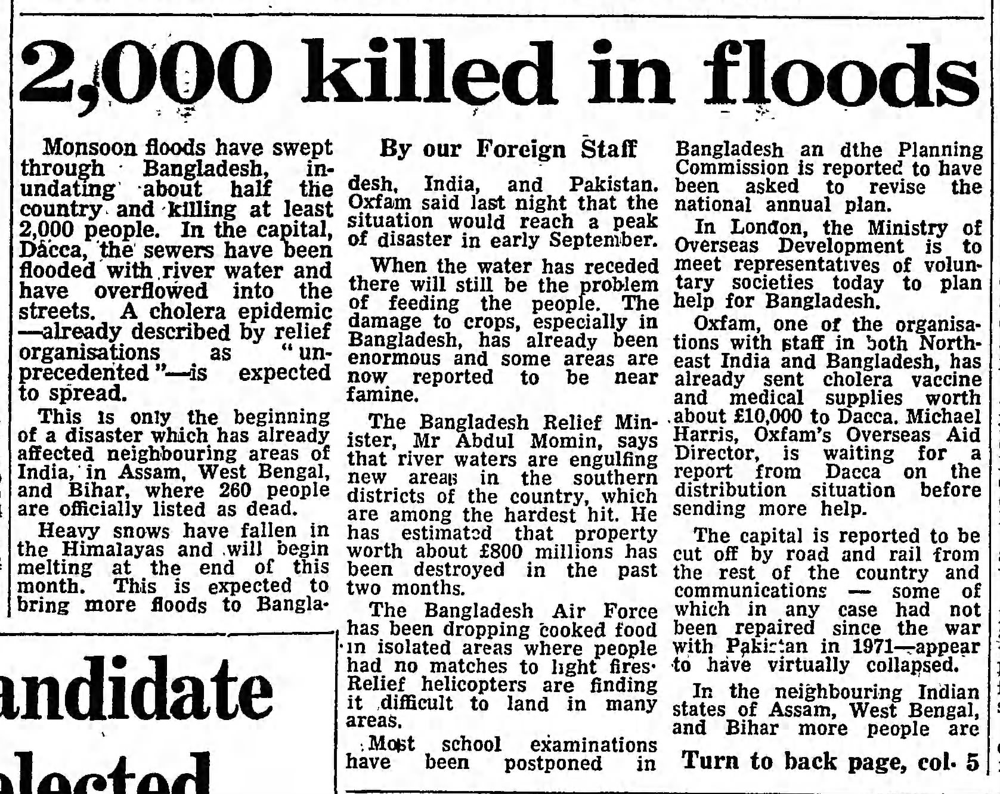 2,000 killed in floods
Monsoon floods have swept
through Bangladesh, in-
undating about half the
country and killing at least
2,000 people. In the capital,
Dacca, the sewers have been
flooded with river water and
have overflowed into the
streets. A cholera epidemic
—already described by relief
organisations as “un-
precedented”—is expected
to spread.
This is only the beginning
of a disaster which has already
affected neighbouring areas of
India, in Assam, West Bengal,
and Bihar, where 260 people
are officially listed as dead.
Heavy snows have fallen in
the Himalayas and will begin
melting at the end of this
month. This is expected to
bring more floods to Bangla-
By our Foreign Staff
desh, India, and Pakistan.
Oxfam said last night that the
situation would reach a peak
of disaster in early September.
When the water has receded
there will still be the problem
of feeding the people. The
damage to crops, especially in
Bangladesh, has already been
enormous and some areas are
now reported to be near
famine.
The Bangladesh Relief Min-
ister, Mr Abdul Momin, says
that river waters are engulfing
new areas in the southern
districts of the country, which
are among the hardest hit. He
has estimated that property
worth about £800 millions has
been destroyed in the past
two months.
The Bangladesh Air Force
has been dropping cooked food
in isolated areas where people
had no matches to light fires.
Relief helicopters are finding
it difficult to land in many
areas.
Most school examinations
have been postponed in
Bangladesh an dthe Planning
Commission is reported to have
been asked to revise the
national annual plan.
In London, the Ministry of
Overseas Development is to
meet representatives of volun-
tary societies today to plan
help for Bangladesh.
Oxfam, one of the organisa-
tions with staff in both North-
east India and Bangladesh, has
already sent cholera vaccine
and medical supplies worth
about £10,000 to Dacca. Michael
Harris, Oxfam's Overseas Aid
Director, is waiting for a
report from Dacca on the
distribution situation before
sending more help.
The capital is reported to be
cut off by road and rail from
the rest of the country and
communications — some of
which in any case had not
been repaired since the war
with Pakistan in 1971—appear
to have virtually collapsed.
In the neighbouring Indian
states of Assam, West Bengal,
and Bihar more people are
Turn to back page, col. 5
andidate
elected